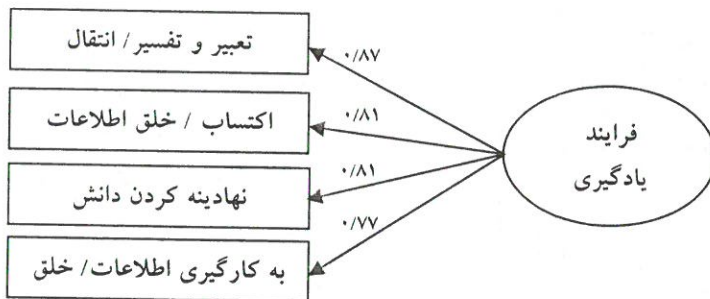 تعبیر و تفسیر/ انتقال
۰/۸۷
اکتساب / خلق اطلاعات
۰/۸۱
فرایند
یادگیری
نهادینه کردن دانش
۰/۸۱
به کارگیری اطلاعات/ خلق
۰/۷۷